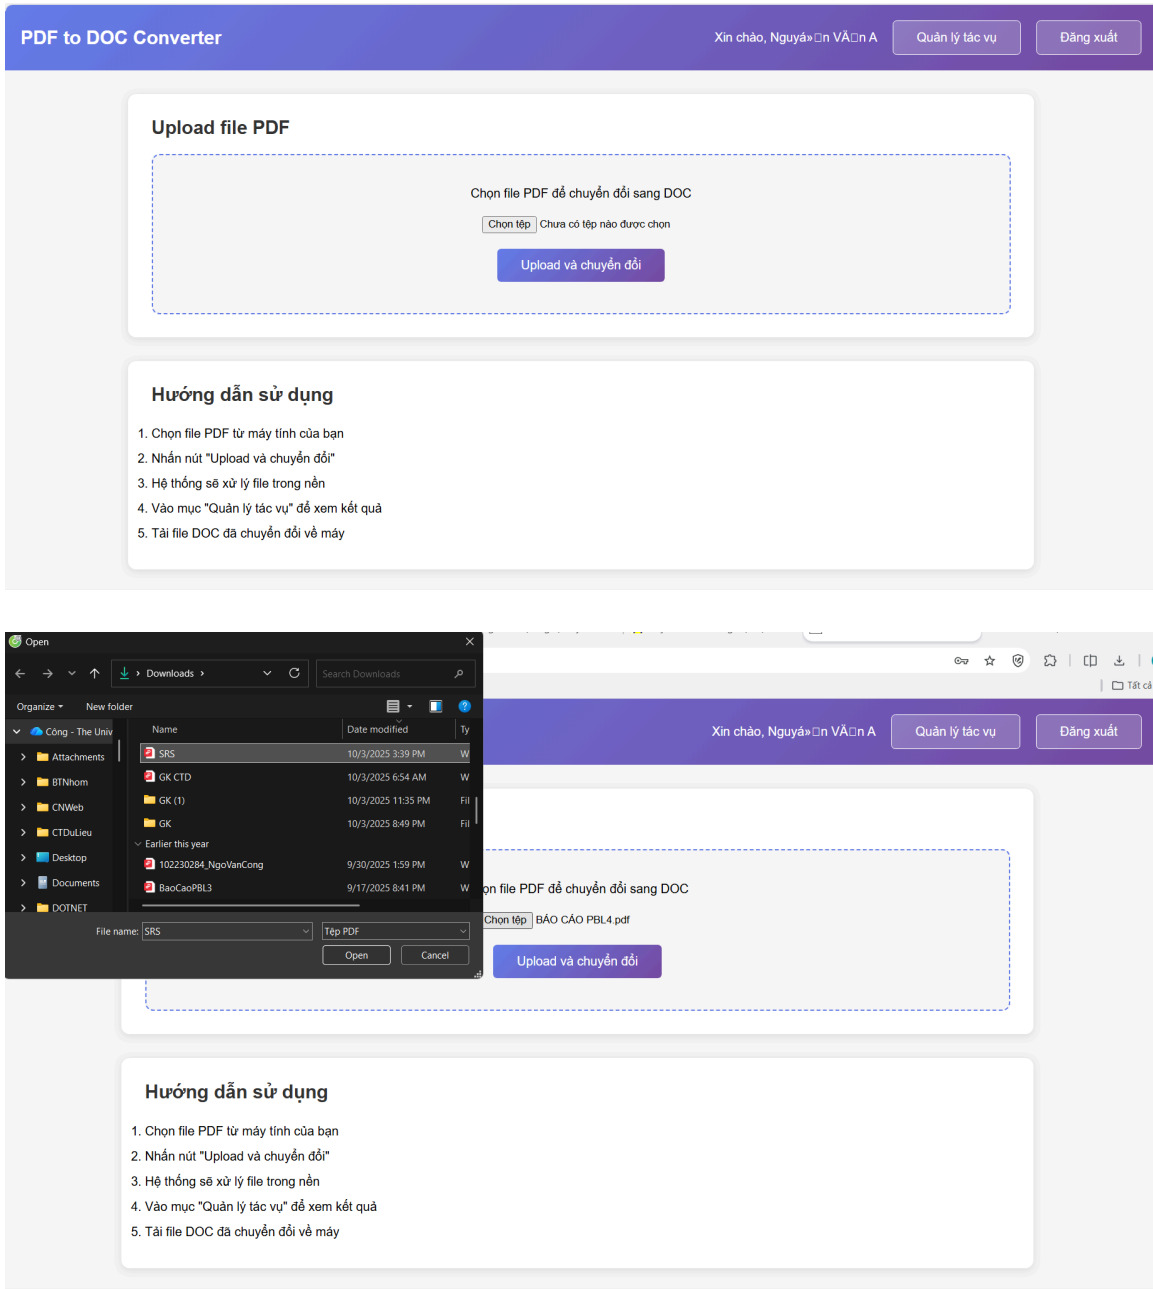 PDF to DOC Converter
Xin chào, Nguyá»□n VÄ□n A
Quản lý tác vụ
Đăng xuất
Upload file PDF
Chọn file PDF để chuyển đổi sang DOC
Chọn tệp Chưa có tệp nào được chọn
Upload và chuyển đổi
Hướng dẫn sử dụng
1. Chọn file PDF từ máy tính của bạn
2. Nhấn nút "Upload và chuyển đổi"
3. Hệ thống sẽ xử lý file trong nền
4. Vào mục "Quản lý tác vụ" để xem kết quả
5. Tải file DOC đã chuyển đổi về máy
Open
Downloads
Search Downloads
Organize
New folder
Name
Date modified
Ty
Công - The Univ
Attachments
BTNhom
CNWeb
CTDuLieu
Desktop
Documents
DOTNET
SRS 10/3/2025 3:39 PM W
GK CTD 10/3/2025 6:54 AM W
GK (1) 10/3/2025 11:35 PM Fil
GK 10/3/2025 8:49 PM Fil
Earlier this year
102230284_NgoVanCong 9/30/2025 1:59 PM W
BaoCaoPBL3 9/17/2025 8:41 PM W
File name: SRS
Tệp PDF
Open
Cancel
Tất cả
Xin chào, Nguyá»□n VÄ□n A
Quản lý tác vụ
Đăng xuất
ọn file PDF để chuyển đổi sang DOC
Chọn tệp BÁO CÁO PBL4.pdf
Upload và chuyển đổi
Hướng dẫn sử dụng
1. Chọn file PDF từ máy tính của bạn
2. Nhấn nút "Upload và chuyển đổi"
3. Hệ thống sẽ xử lý file trong nền
4. Vào mục "Quản lý tác vụ" để xem kết quả
5. Tải file DOC đã chuyển đổi về máy